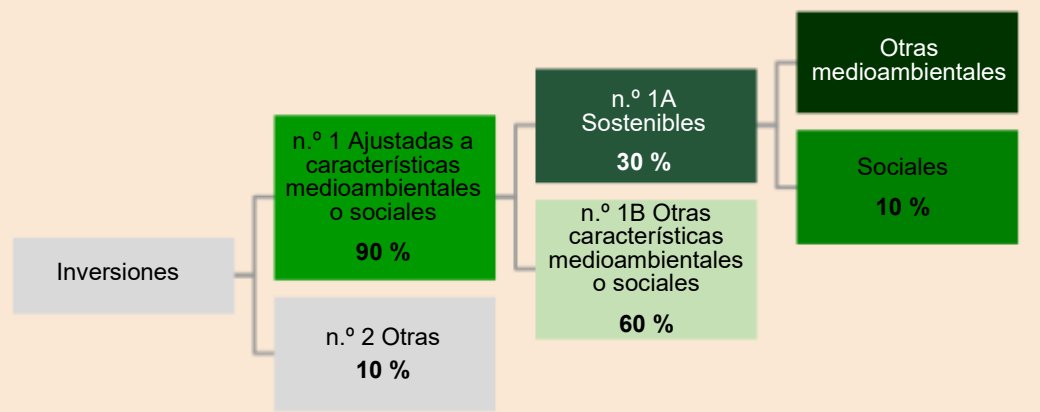 Inversiones
n.º 1 Ajustadas a
características
medioambientales
o sociales
90 %
n.º 2 Otras
10 %
n.º 1A
Sostenibles
30 %
n.º 1B Otras
características
medioambientales
o sociales
60 %
Otras
medioambientales
Sociales
10 %